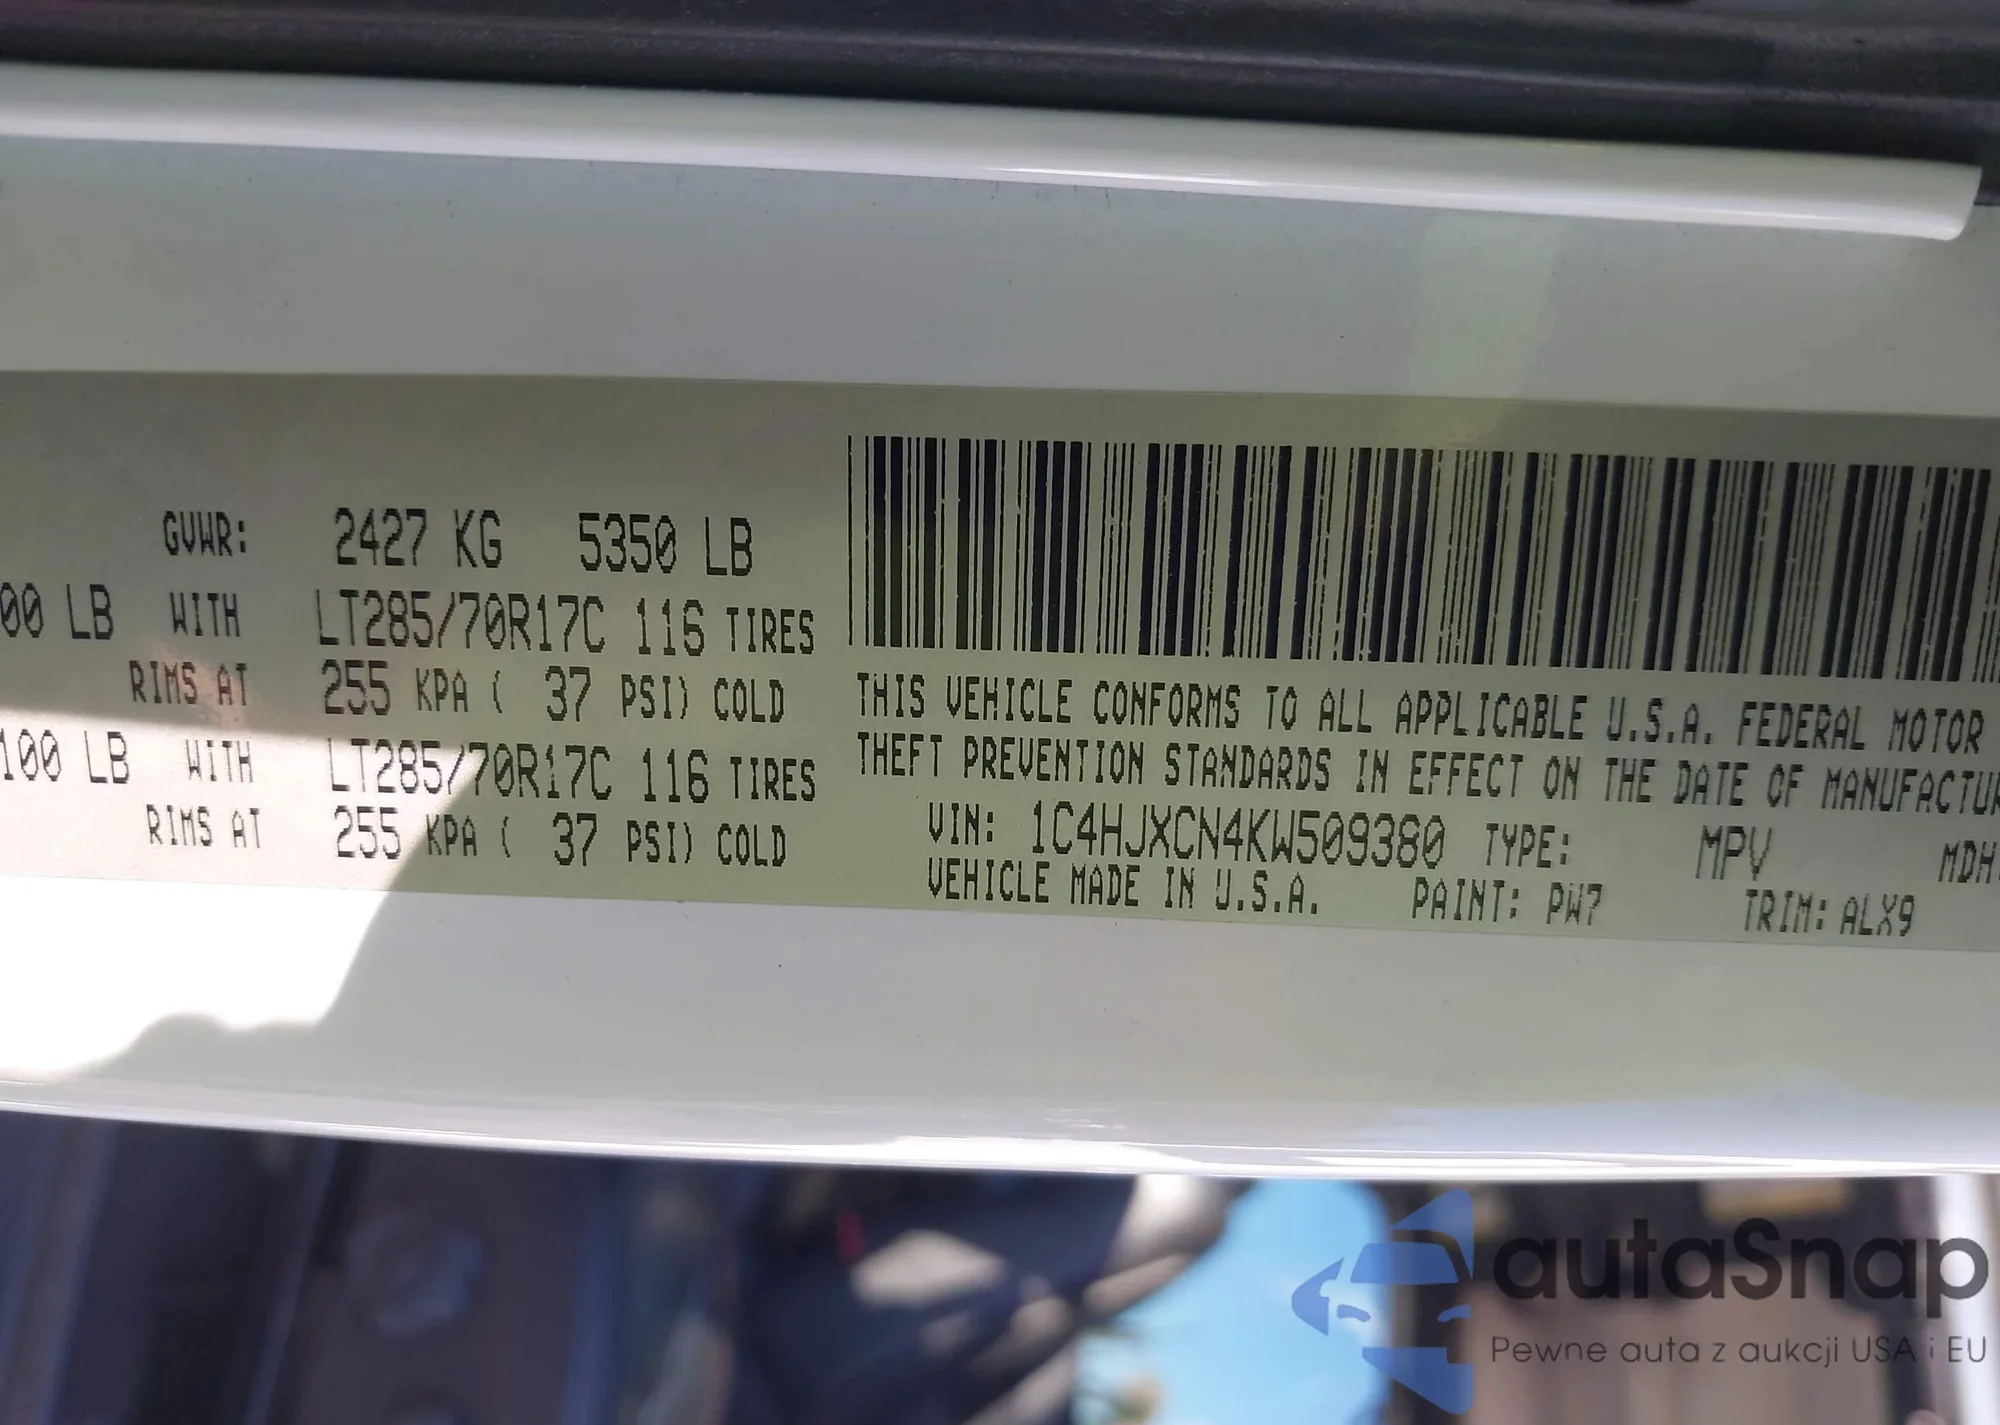 GVWR: 2427 KG 5350 LB
00 LB WITH LT285/70R17C 116 TIRES
RIMS AT 255 KPA ( 37 PSI) COLD
100 LB WITH LT285/70R17C 116 TIRES
RIMS AT 255 KPA ( 37 PSI) COLD
THIS VEHICLE CONFORMS TO ALL APPLICABLE U.S.A. FEDERAL MOTOR
THEFT PREVENTION STANDARDS IN EFFECT ON THE DATE OF MANUFACTUR
VIN: 1C4HJXCN4KW509380 TYPE: MPV MDH:
VEHICLE MADE IN U.S.A. PAINT: PW7 TRIM: ALX9
autaSnap
Pewne auta z aukcji USA i EU